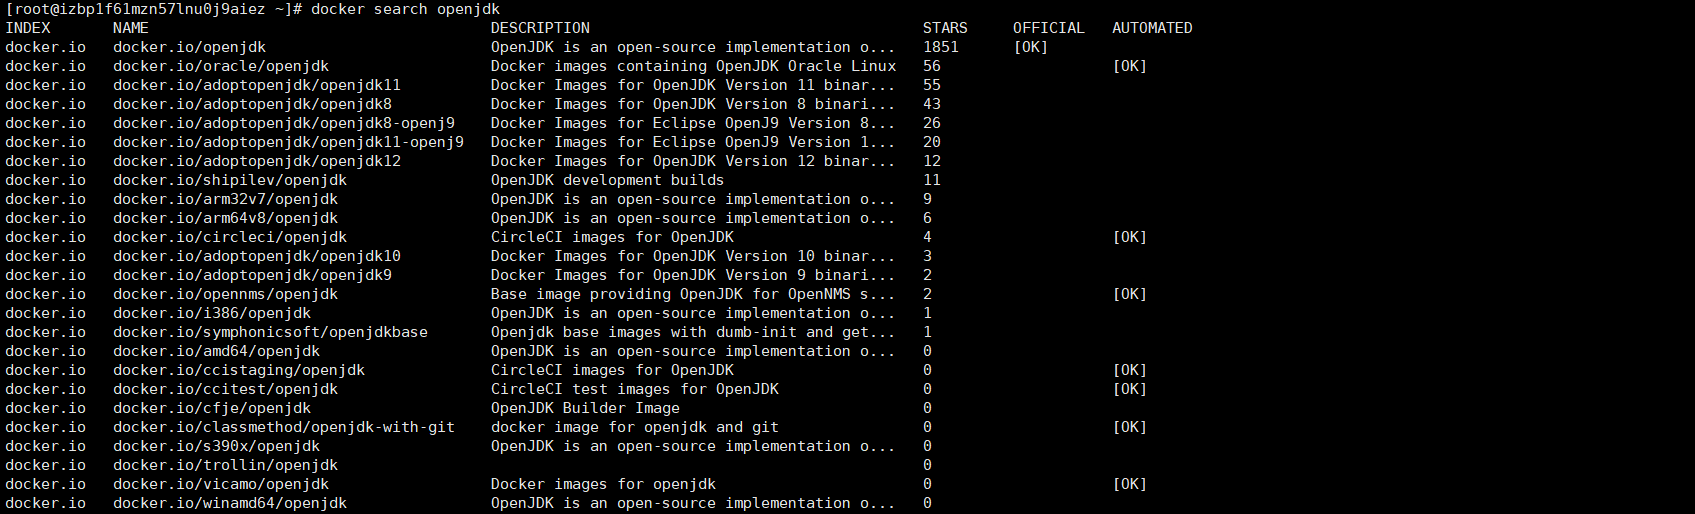 [root@izbp1f61mzn57lnu0j9aiez ~]# docker search openjdk
INDEX NAME DESCRIPTION STARS OFFICIAL AUTOMATED
docker.io docker.io/openjdk OpenJDK is an open-source implementation o... 1851 [OK]
docker.io docker.io/oracle/openjdk Docker images containing OpenJDK Oracle Linux 56 [OK]
docker.io docker.io/adoptopenjdk/openjdk11 Docker Images for OpenJDK Version 11 binar... 55
docker.io docker.io/adoptopenjdk/openjdk8 Docker Images for OpenJDK Version 8 binari... 43
docker.io docker.io/adoptopenjdk/openjdk8-openj9 Docker Images for Eclipse OpenJ9 Version 8... 26
docker.io docker.io/adoptopenjdk/openjdk11-openj9 Docker Images for Eclipse OpenJ9 Version 1... 20
docker.io docker.io/adoptopenjdk/openjdk12 Docker Images for OpenJDK Version 12 binar... 12
docker.io docker.io/shipilev/openjdk OpenJDK development builds 11
docker.io docker.io/arm32v7/openjdk OpenJDK is an open-source implementation o... 9
docker.io docker.io/arm64v8/openjdk OpenJDK is an open-source implementation o... 6
docker.io docker.io/circleci/openjdk CircleCI images for OpenJDK 4 [OK]
docker.io docker.io/adoptopenjdk/openjdk10 Docker Images for OpenJDK Version 10 binar... 3
docker.io docker.io/adoptopenjdk/openjdk9 Docker Images for OpenJDK Version 9 binari... 2
docker.io docker.io/opennms/openjdk Base image providing OpenJDK for OpenNMS s... 2 [OK]
docker.io docker.io/i386/openjdk OpenJDK is an open-source implementation o... 1
docker.io docker.io/symphonicsoft/openjdkbase Openjdk base images with dumb-init and get... 1
docker.io docker.io/amd64/openjdk OpenJDK is an open-source implementation o... 0
docker.io docker.io/ccistaging/openjdk CircleCI images for OpenJDK 0 [OK]
docker.io docker.io/ccitest/openjdk CircleCI test images for OpenJDK 0 [OK]
docker.io docker.io/cfje/openjdk OpenJDK Builder Image 0
docker.io docker.io/classmethod/openjdk-with-git docker image for openjdk and git 0 [OK]
docker.io docker.io/s390x/openjdk OpenJDK is an open-source implementation o... 0
docker.io docker.io/trollin/openjdk 0
docker.io docker.io/vicamo/openjdk Docker images for openjdk 0 [OK]
docker.io docker.io/winamd64/openjdk OpenJDK is an open-source implementation o... 0